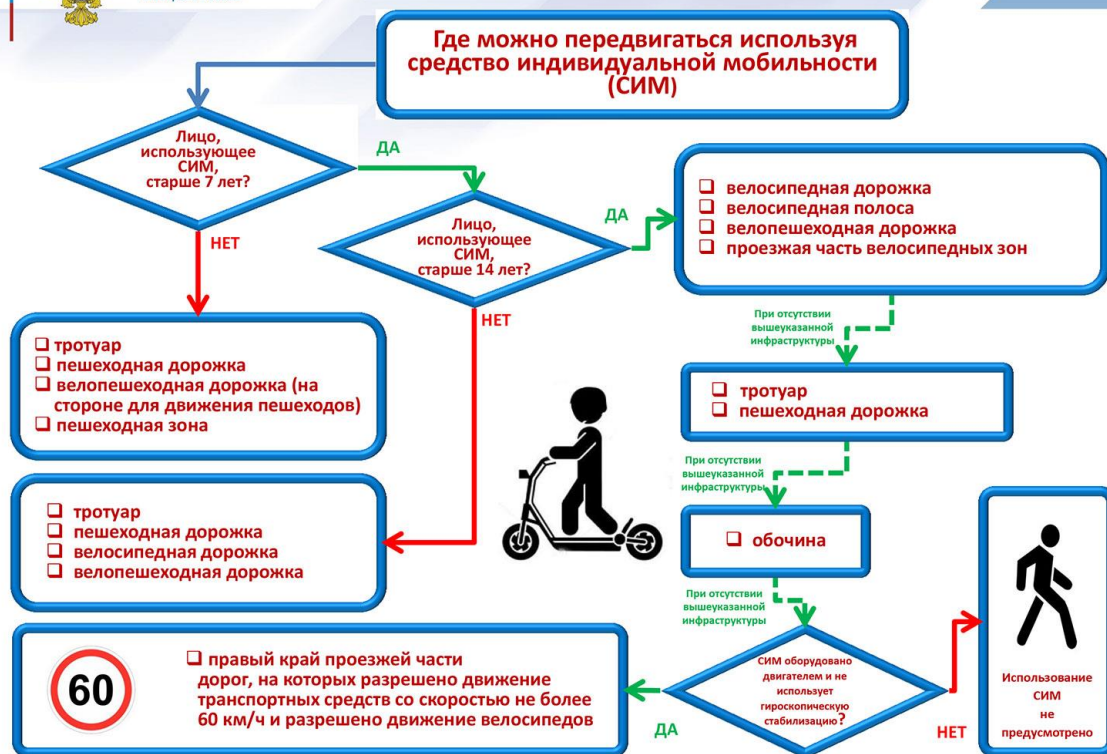 Где можно передвигаться используя
средство индивидуальной мобильности
(СИМ)
Лицо,
использующее
СИМ,
старше 7 лет?
ДА
НЕТ
Лицо,
использующее
СИМ,
старше 14 лет?
ДА
НЕТ
велосипедная дорожка
велосипедная полоса
велопешеходная дорожка
проезжая часть велосипедных зон
При отсутствии
вышеуказанной
инфраструктуры
тротуар
пешеходная дорожка
велопешеходная дорожка (на
стороне для движения пешеходов)
пешеходная зона
тротуар
пешеходная дорожка
При отсутствии
вышеуказанной
инфраструктуры
тротуар
пешеходная дорожка
велосипедная дорожка
велопешеходная дорожка
обочина
При отсутствии
вышеуказанной
инфраструктуры
СИМ оборудовано
двигателем и не
использует
гироскопическую
стабилизацию?
ДА
НЕТ
60
правый край проезжей части
дорог, на которых разрешено движение
транспортных средств со скоростью не более
60 км/ч и разрешено движение велосипедов
Использование
СИМ
не
предусмотрено